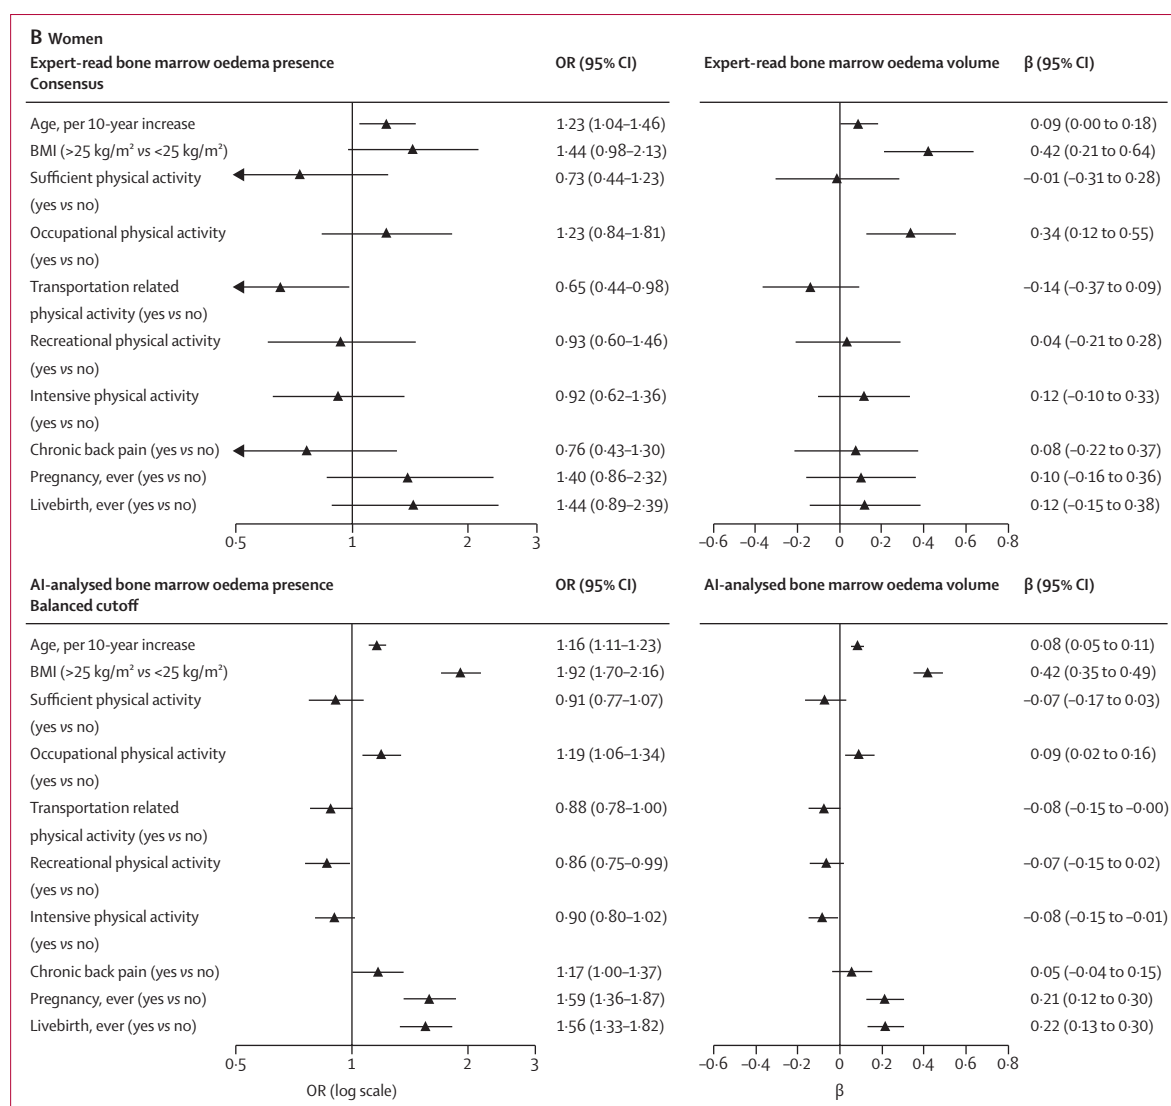 B Women
Expert-read bone marrow oedema presence
Consensus
OR (95% CI)
Age, per 10-year increase 1·23 (1·04–1·46)
BMI (>25 kg/m² vs <25 kg/m²) 1·44 (0·98–2·13)
Sufficient physical activity 0·73 (0·44–1·23)
(yes vs no)
Occupational physical activity 1·23 (0·84–1·81)
(yes vs no)
Transportation related 0·65 (0·44–0·98)
physical activity (yes vs no)
Recreational physical activity 0·93 (0·60–1·46)
(yes vs no)
Intensive physical activity 0·92 (0·62–1·36)
(yes vs no)
Chronic back pain (yes vs no) 0·76 (0·43–1·30)
Pregnancy, ever (yes vs no) 1·40 (0·86–2·32)
Livebirth, ever (yes vs no) 1·44 (0·89–2·39)
0·5 1 2 3
Expert-read bone marrow oedema volume β (95% CI)
0·09 (0·00 to 0·18)
0·42 (0·21 to 0·64)
–0·01 (–0·31 to 0·28)
0·34 (0·12 to 0·55)
–0·14 (–0·37 to 0·09)
0·04 (–0·21 to 0·28)
0·12 (–0·10 to 0·33)
0·08 (–0·22 to 0·37)
0·10 (–0·16 to 0·36)
0·12 (–0·15 to 0·38)
–0·6 –0·4 –0·2 0 0·2 0·4 0·6 0·8
AI-analysed bone marrow oedema presence
Balanced cutoff
OR (95% CI)
Age, per 10-year increase 1·16 (1·11–1·23)
BMI (>25 kg/m² vs <25 kg/m²) 1·92 (1·70–2·16)
Sufficient physical activity 0·91 (0·77–1·07)
(yes vs no)
Occupational physical activity 1·19 (1·06–1·34)
(yes vs no)
Transportation related 0·88 (0·78–1·00)
physical activity (yes vs no)
Recreational physical activity 0·86 (0·75–0·99)
(yes vs no)
Intensive physical activity 0·90 (0·80–1·02)
(yes vs no)
Chronic back pain (yes vs no) 1·17 (1·00–1·37)
Pregnancy, ever (yes vs no) 1·59 (1·36–1·87)
Livebirth, ever (yes vs no) 1·56 (1·33–1·82)
0·5 1 2 3
OR (log scale)
AI-analysed bone marrow oedema volume β (95% CI)
0·08 (0·05 to 0·11)
0·42 (0·35 to 0·49)
–0·07 (–0·17 to 0·03)
0·09 (0·02 to 0·16)
–0·08 (–0·15 to –0·00)
–0·07 (–0·15 to 0·02)
–0·08 (–0·15 to –0·01)
0·05 (–0·04 to 0·15)
0·21 (0·12 to 0·30)
0·22 (0·13 to 0·30)
–0·6 –0·4 –0·2 0 0·2 0·4 0·6 0·8
β